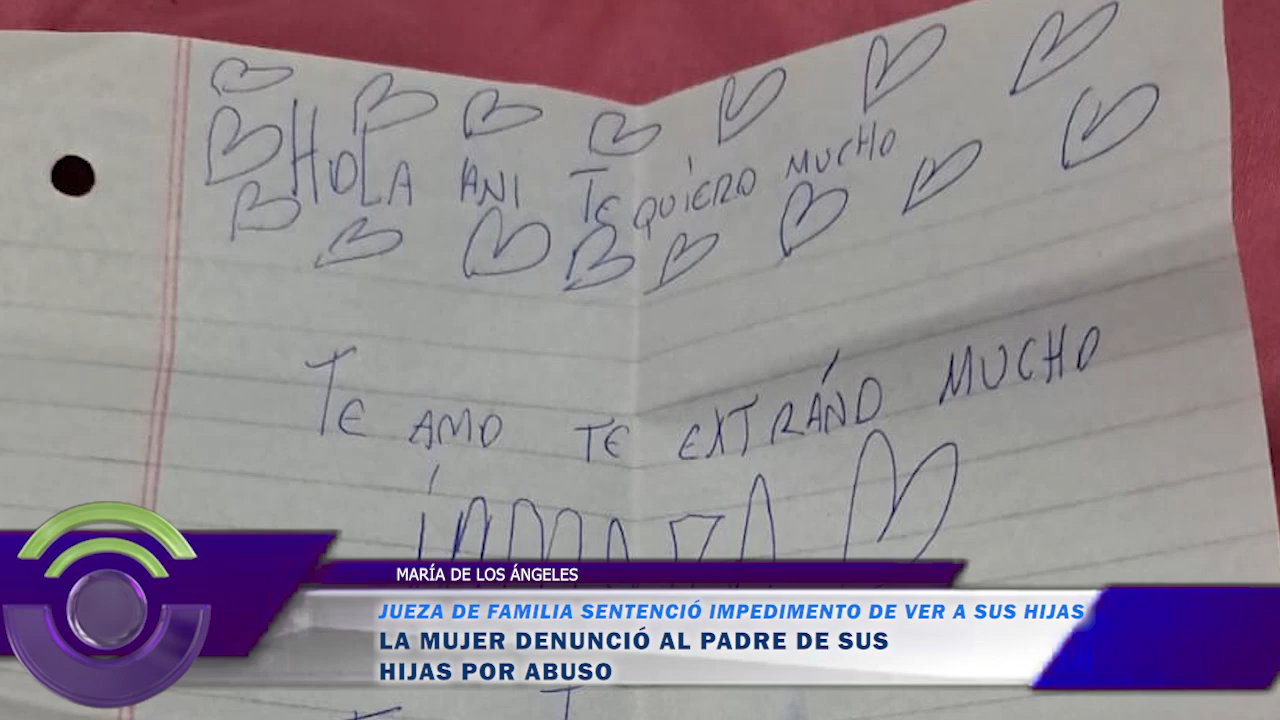 HOLA ANI TE QUIERO MUCHO
TE AMO TE EXTRAÑO MUCHO
MARÍA DE LOS ÁNGELES
JUEZA DE FAMILIA SENTENCIÓ IMPEDIMENTO DE VER A SUS HIJAS
LA MUJER DENUNCIÓ AL PADRE DE SUS
HIJAS POR ABUSO